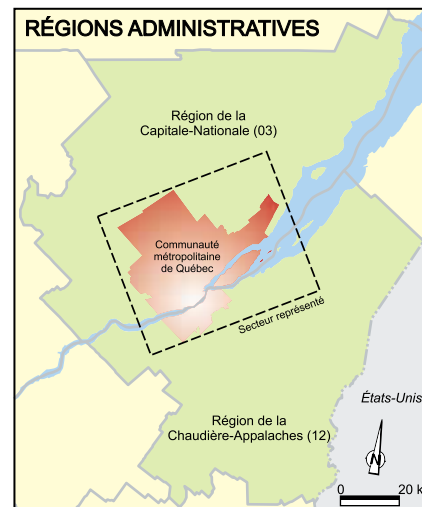 RÉGIONS ADMINISTRATIVES
Région de la
Capitale-Nationale (03)
Communauté
métropolitaine
de Québec
Secteur représenté
États-Unis
Région de la
Chaudière-Appalaches (12)
N
0 20 k